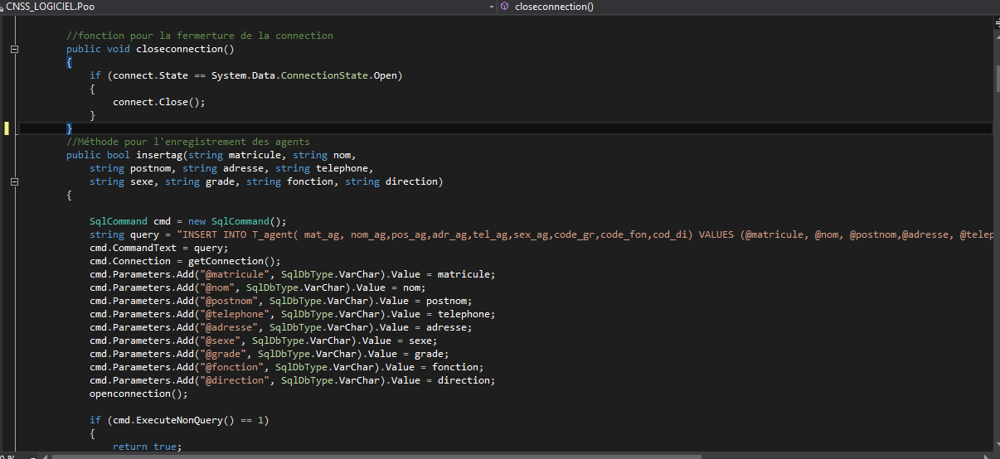 CNSS_LOGICIEL.Poo closeconnection()
//fonction pour la fermerture de la connection
public void closeconnection()
{
if (connect.State == System.Data.ConnectionState.Open)
{
connect.Close();
}
}
//Méthode pour l'enregistrement des agents
public bool insertag(string matricule, string nom,
string postnom, string adresse, string telephone,
string sexe, string grade, string fonction, string direction)
{
SqlCommand cmd = new SqlCommand();
string query = "INSERT INTO T_agent( mat_ag, nom_ag,pos_ag,adr_ag,tel_ag,sex_ag,code_gr,code_fon,cod_di) VALUES (@matricule, @nom, @postnom,@adresse, @telep
cmd.CommandText = query;
cmd.Connection = getConnection();
cmd.Parameters.Add("@matricule", SqlDbType.VarChar).Value = matricule;
cmd.Parameters.Add("@nom", SqlDbType.VarChar).Value = nom;
cmd.Parameters.Add("@postnom", SqlDbType.VarChar).Value = postnom;
cmd.Parameters.Add("@telephone", SqlDbType.VarChar).Value = telephone;
cmd.Parameters.Add("@adresse", SqlDbType.VarChar).Value = adresse;
cmd.Parameters.Add("@sexe", SqlDbType.VarChar).Value = sexe;
cmd.Parameters.Add("@grade", SqlDbType.VarChar).Value = grade;
cmd.Parameters.Add("@fonction", SqlDbType.VarChar).Value = fonction;
cmd.Parameters.Add("@direction", SqlDbType.VarChar).Value = direction;
openconnection();
if (cmd.ExecuteNonQuery() == 1)
{
return true;